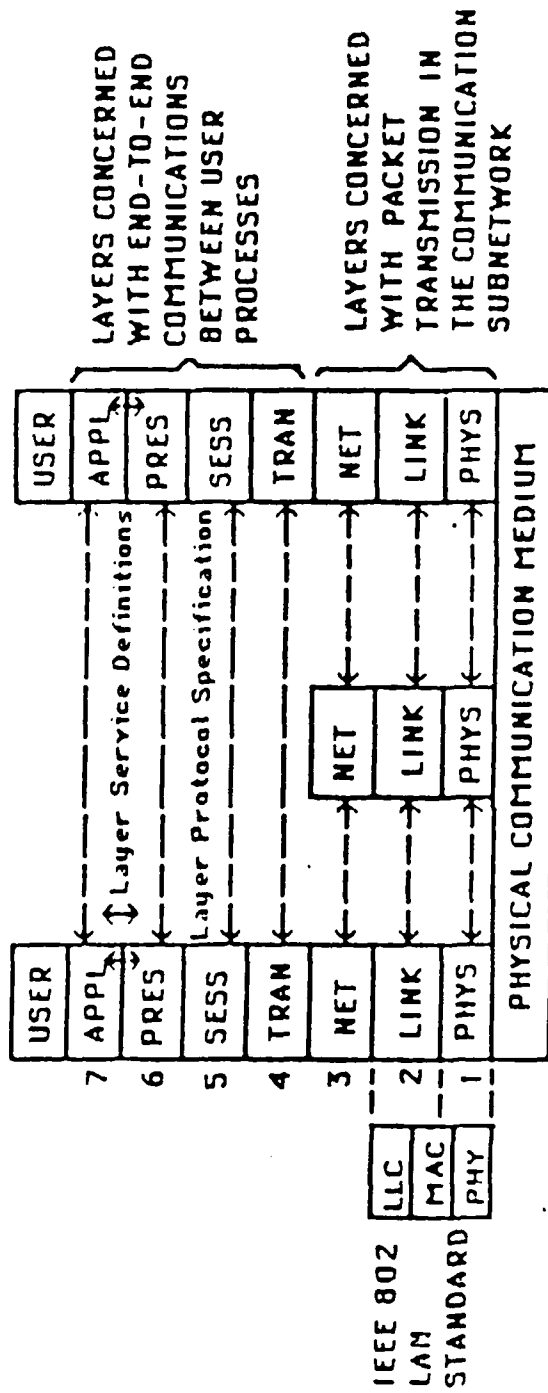 USER
APPL
PRES
SESS
TRAN
NET
LINK
PHYS
7
6
5
4
3
2
1
IEEE 802
LAN
STANDARD
LLC
MAC
PHY
Layer Service Definitions
Layer Protocol Specification
NET
LINK
PHYS
USER
APPL
PRES
SESS
TRAN
NET
LINK
PHYS
PHYSICAL COMMUNICATION MEDIUM
LAYERS CONCERNED
WITH END-TO-END
COMMUNICATIONS
BETWEEN USER
PROCESSES
LAYERS CONCERNED
WITH PACKET
TRANSMISSION IN
THE COMMUNICATION
SUBNETWORK